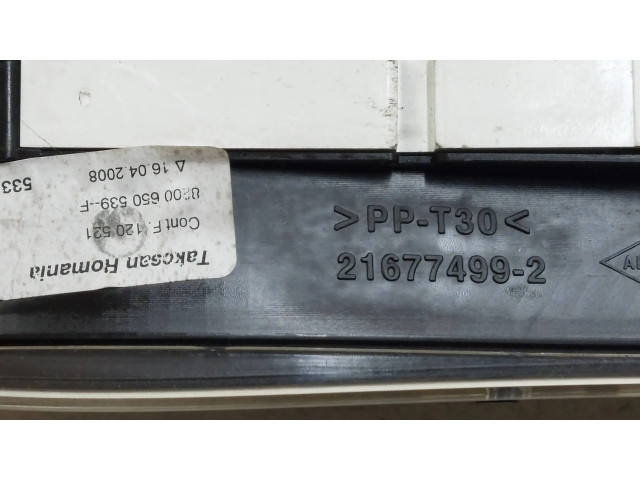 Takosan Romania
Cont F. 120 521
8200 650 539--F
Δ 16.04.2008
533
>PP-T30<
21677499-2